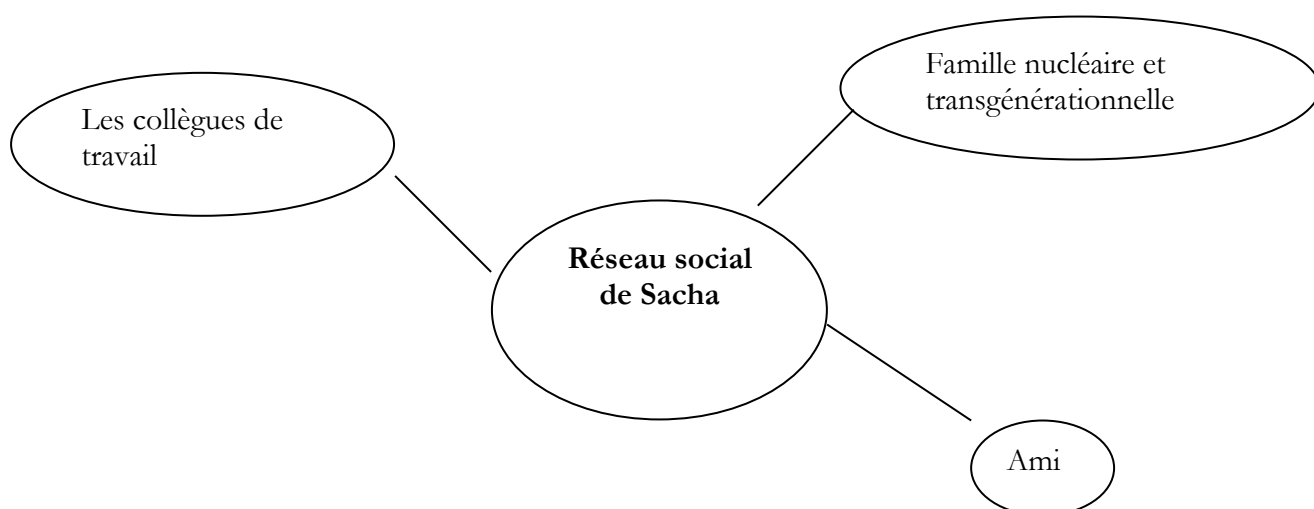 Famille nucléaire et
transgénérationnelle
Les collègues de
travail
Réseau social
de Sacha
Ami